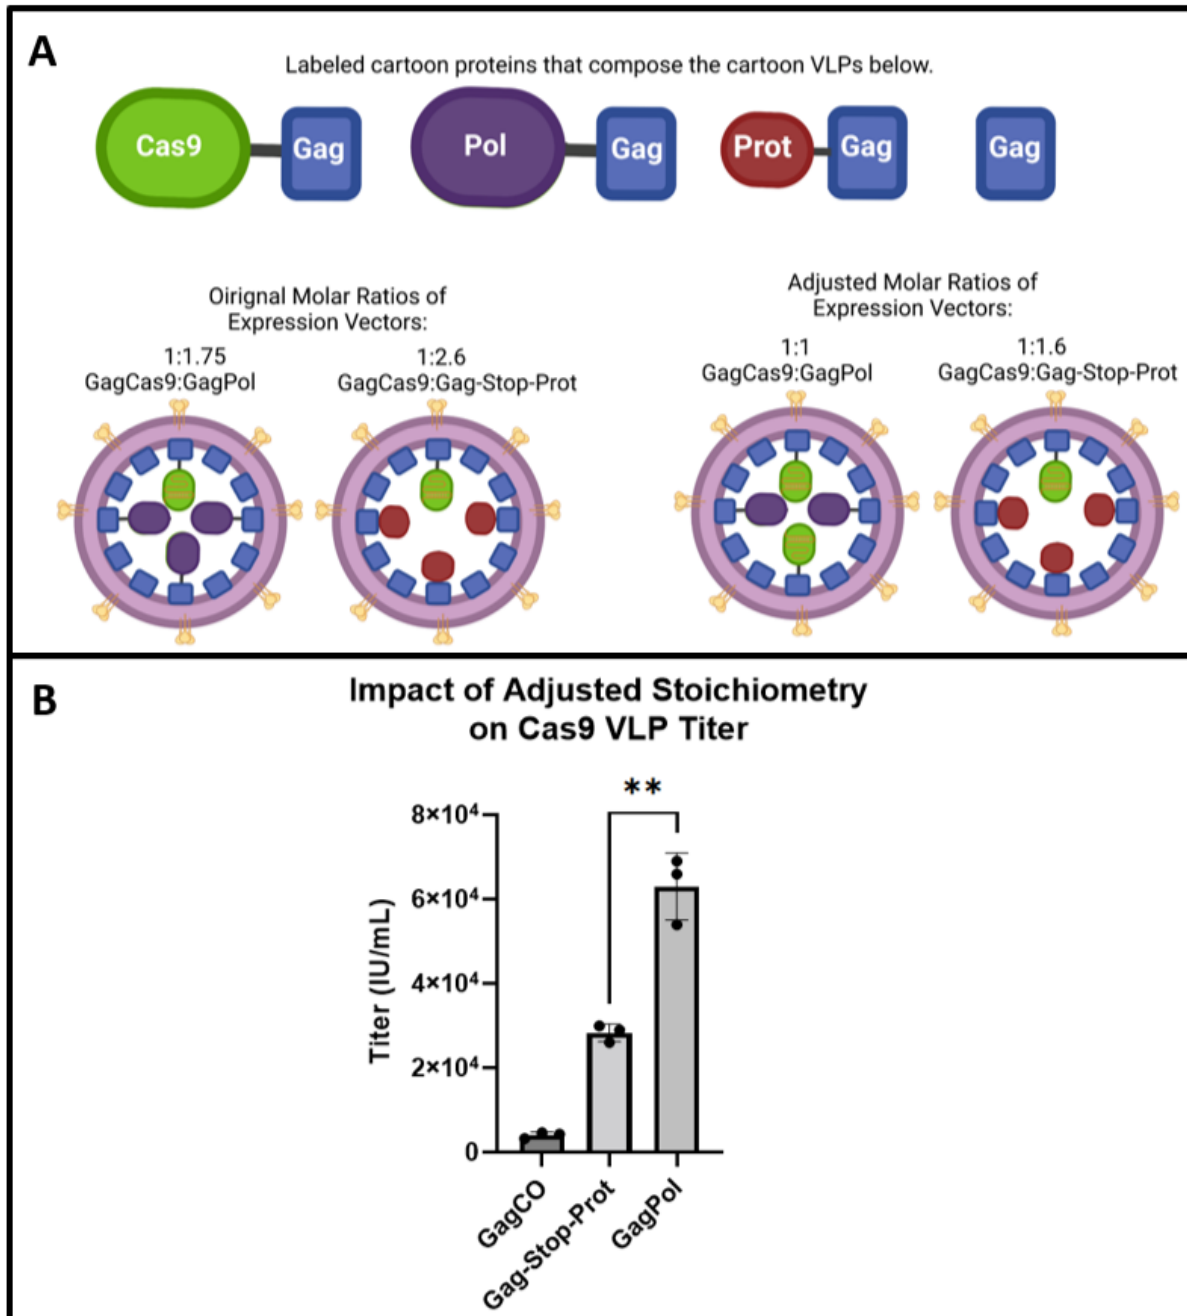 A
Labeled cartoon proteins that compose the cartoon VLPs below.
Cas9 Gag Pol Gag Prot Gag Gag
Oirignal Molar Ratios of
Expression Vectors:
1:1.75
GagCas9:GagPol
1:2.6
GagCas9:Gag-Stop-Prot
Adjusted Molar Ratios of
Expression Vectors:
1:1
GagCas9:GagPol
1:1.6
GagCas9:Gag-Stop-Prot
B
Impact of Adjusted Stoichiometry
on Cas9 VLP Titer
**
8×10⁴
6×10⁴
4×10⁴
2×10⁴
0
Titer (IU/mL)
GagCO
Gag-Stop-Prot
GagPol